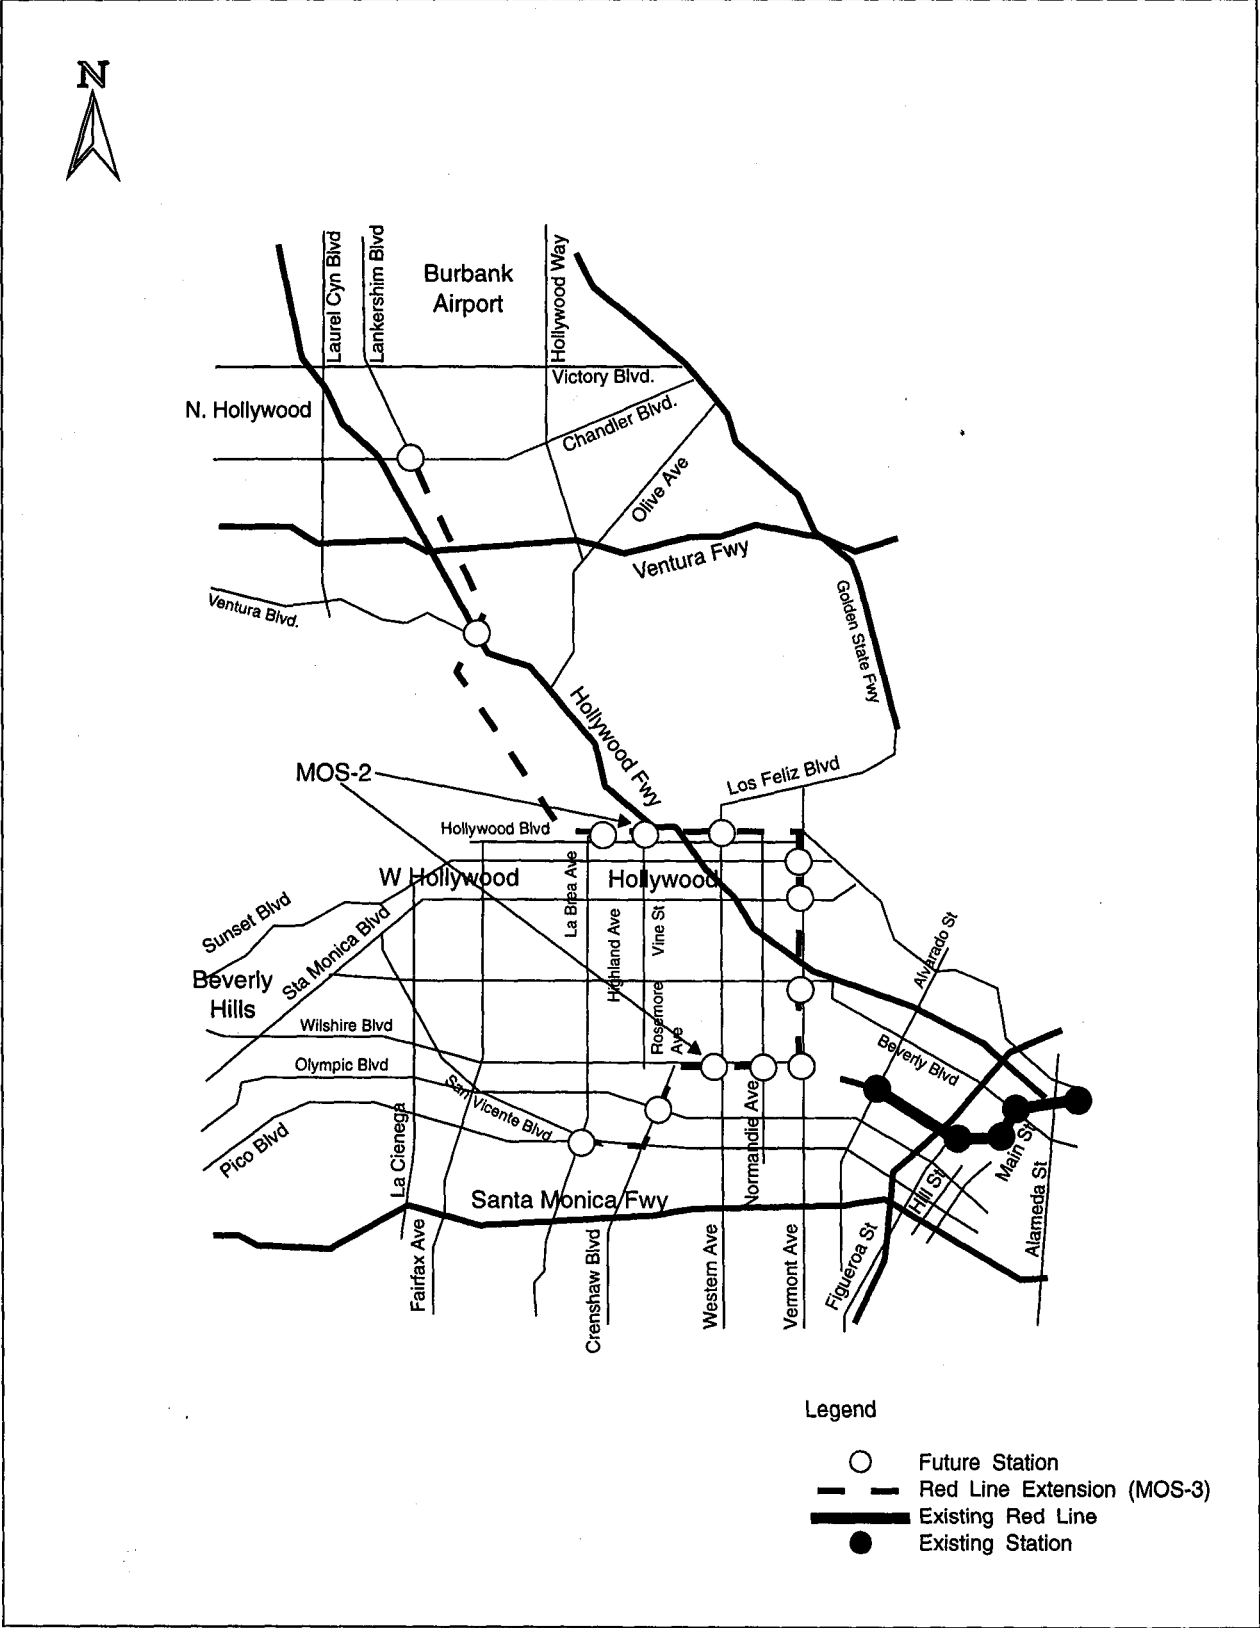 N
Laurel Cyn Blvd
Lankershim Blvd
Burbank
Airport
Hollywood Way
Victory Blvd.
N. Hollywood
Chandler Blvd.
Olive Ave
Ventura Fwy
Ventura Blvd.
Golden State Fwy
Hollywood Fwy
MOS-2
Los Feliz Blvd
Hollywood Blvd
W Hollywood
Hollywood
La Brea Ave
Highland Ave
Vine St
Sunset Blvd
Sta Monica Blvd
Alvarado St
Beverly
Hills
Rosemore
Ave
Wilshire Blvd
Olympic Blvd
Beverly Blvd
San Vicente Blvd
Pico Blvd
La Cienega
Normandie Ave
Main St
Hill St
Alameda St
Santa Monica Fwy
Fairfax Ave
Crenshaw Blvd
Western Ave
Vermont Ave
Figueroa St
Legend
Future Station
Red Line Extension (MOS-3)
Existing Red Line
Existing Station